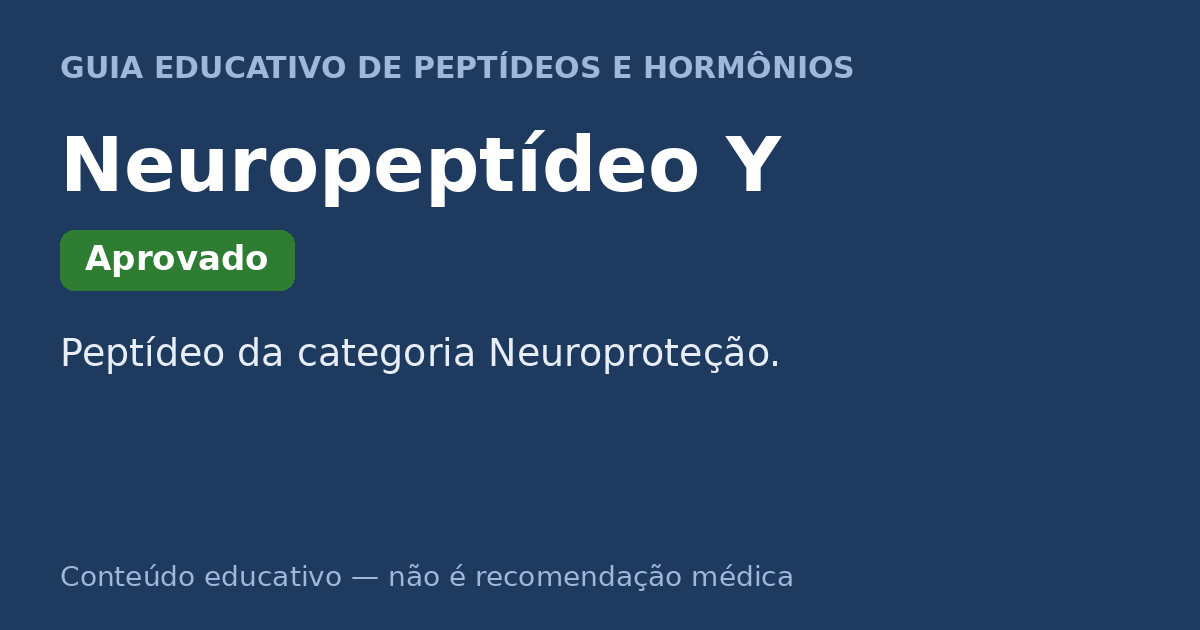 GUIA EDUCATIVO DE PEPTÍDEOS E HORMÔNIOS
Neuropeptídeo Y
Aprovado
Peptídeo da categoria Neuroproteção.
Conteúdo educativo — não é recomendação médica